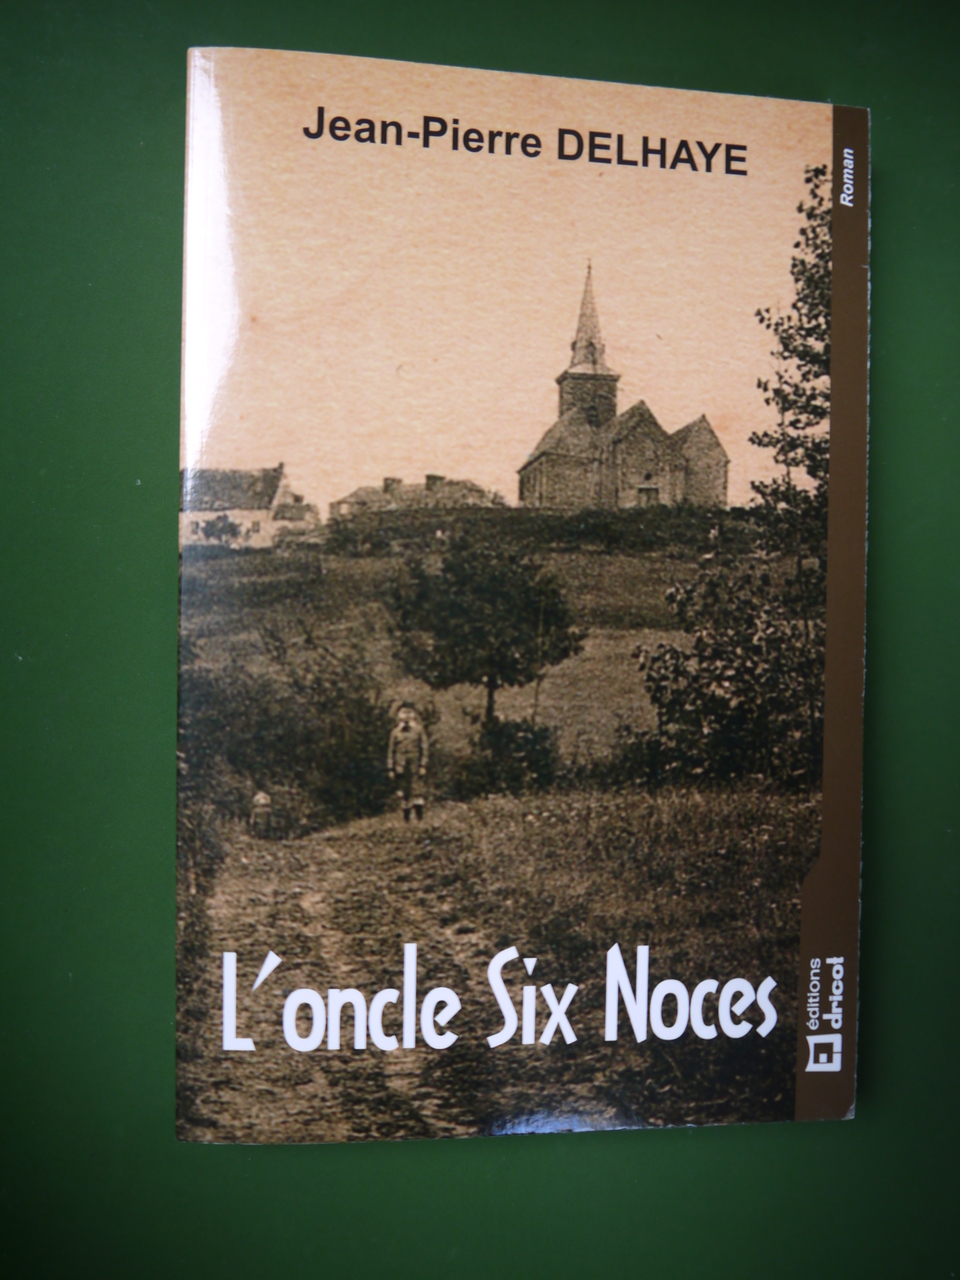 Jean-Pierre DELHAYE
Roman
L'oncle Six Noces
éditions
dricot